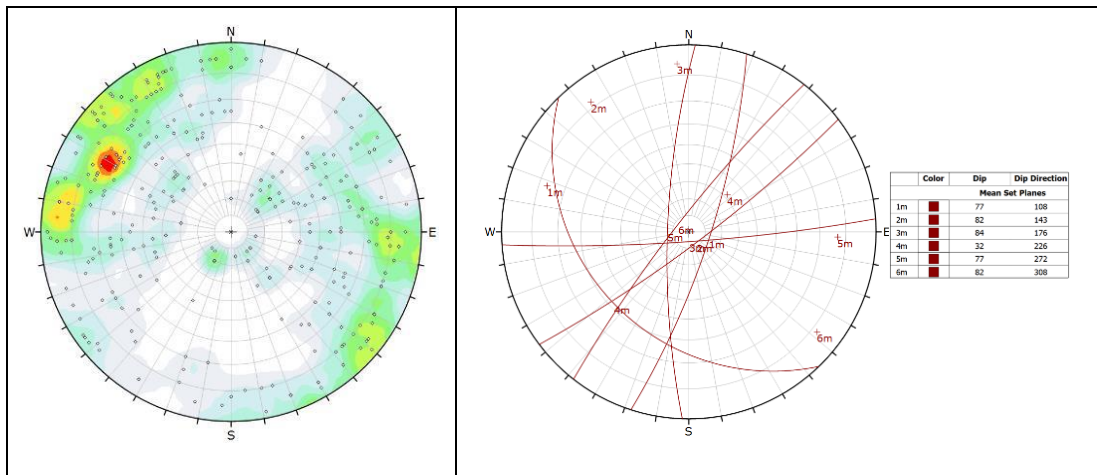 N
W
E
S
N
W
E
S
3m
2m
1m
4m
6m
5m
5m
1m
3m
2m
4m
6m
Color Dip Dip Direction
Mean Set Planes
1m 77 108
2m 82 143
3m 84 176
4m 32 226
5m 77 272
6m 82 308